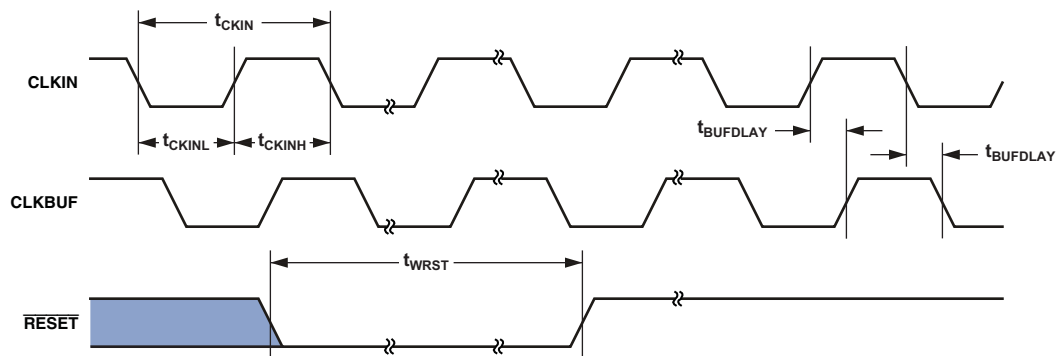 tCKIN
CLKIN
tCKINL
tCKINH
tBUFDLAY
tBUFDLAY
CLKBUF
tWRST
RESET